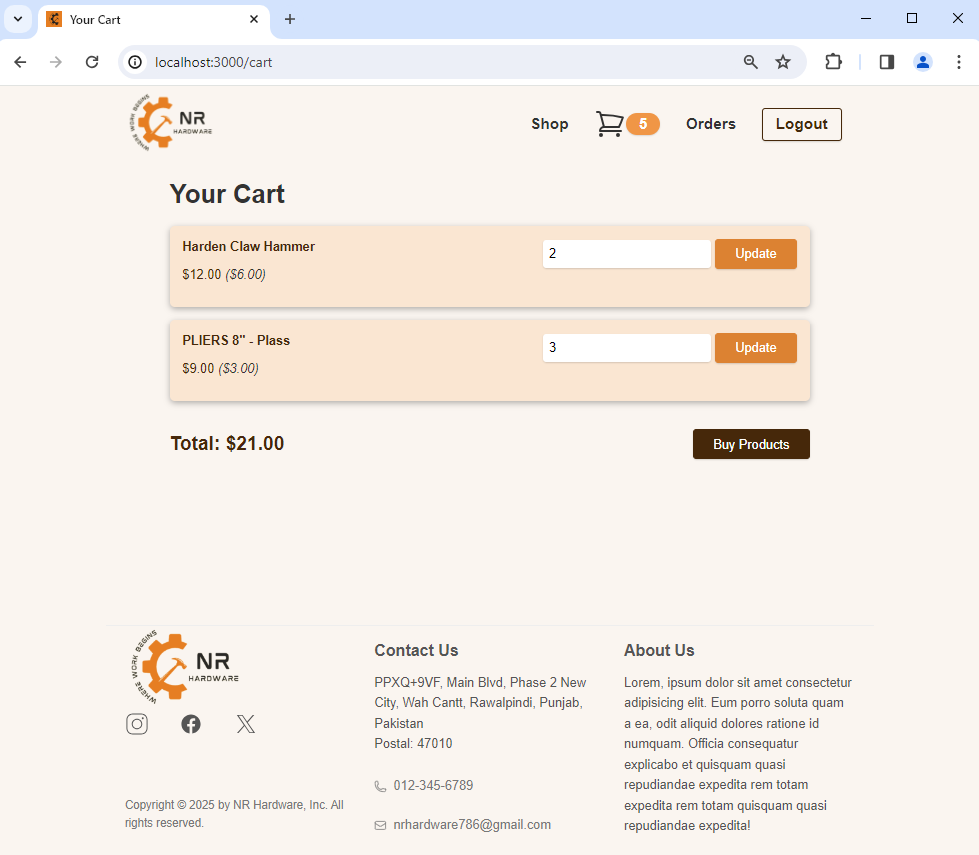 Your Cart
localhost:3000/cart
WHERE WORK BEGINS
NR
HARDWARE
Shop
5
Orders
Logout
Your Cart
Harden Claw Hammer
2
Update
$12.00 ($6.00)
PLIERS 8" - Plass
3
Update
$9.00 ($3.00)
Total: $21.00
Buy Products
WHERE WORK BEGINS
NR
HARDWARE
Copyright © 2025 by NR Hardware, Inc. All
rights reserved.
Contact Us
PPXQ+9VF, Main Blvd, Phase 2 New
City, Wah Cantt, Rawalpindi, Punjab,
Pakistan
Postal: 47010
012-345-6789
nrhardware786@gmail.com
About Us
Lorem, ipsum dolor sit amet consectetur
adipisicing elit. Eum porro soluta quam
a ea, odit aliquid dolores ratione id
numquam. Officia consequatur
explicabo et quisquam quasi
repudiandae expedita rem totam
expedita rem totam quisquam quasi
repudiandae expedita!